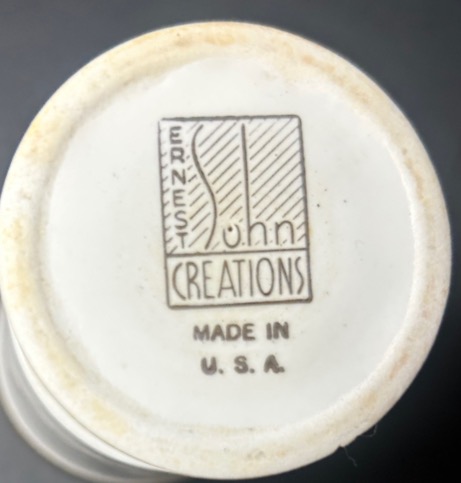 ERNEST
Sohn
CREATIONS
MADE IN
U. S. A.